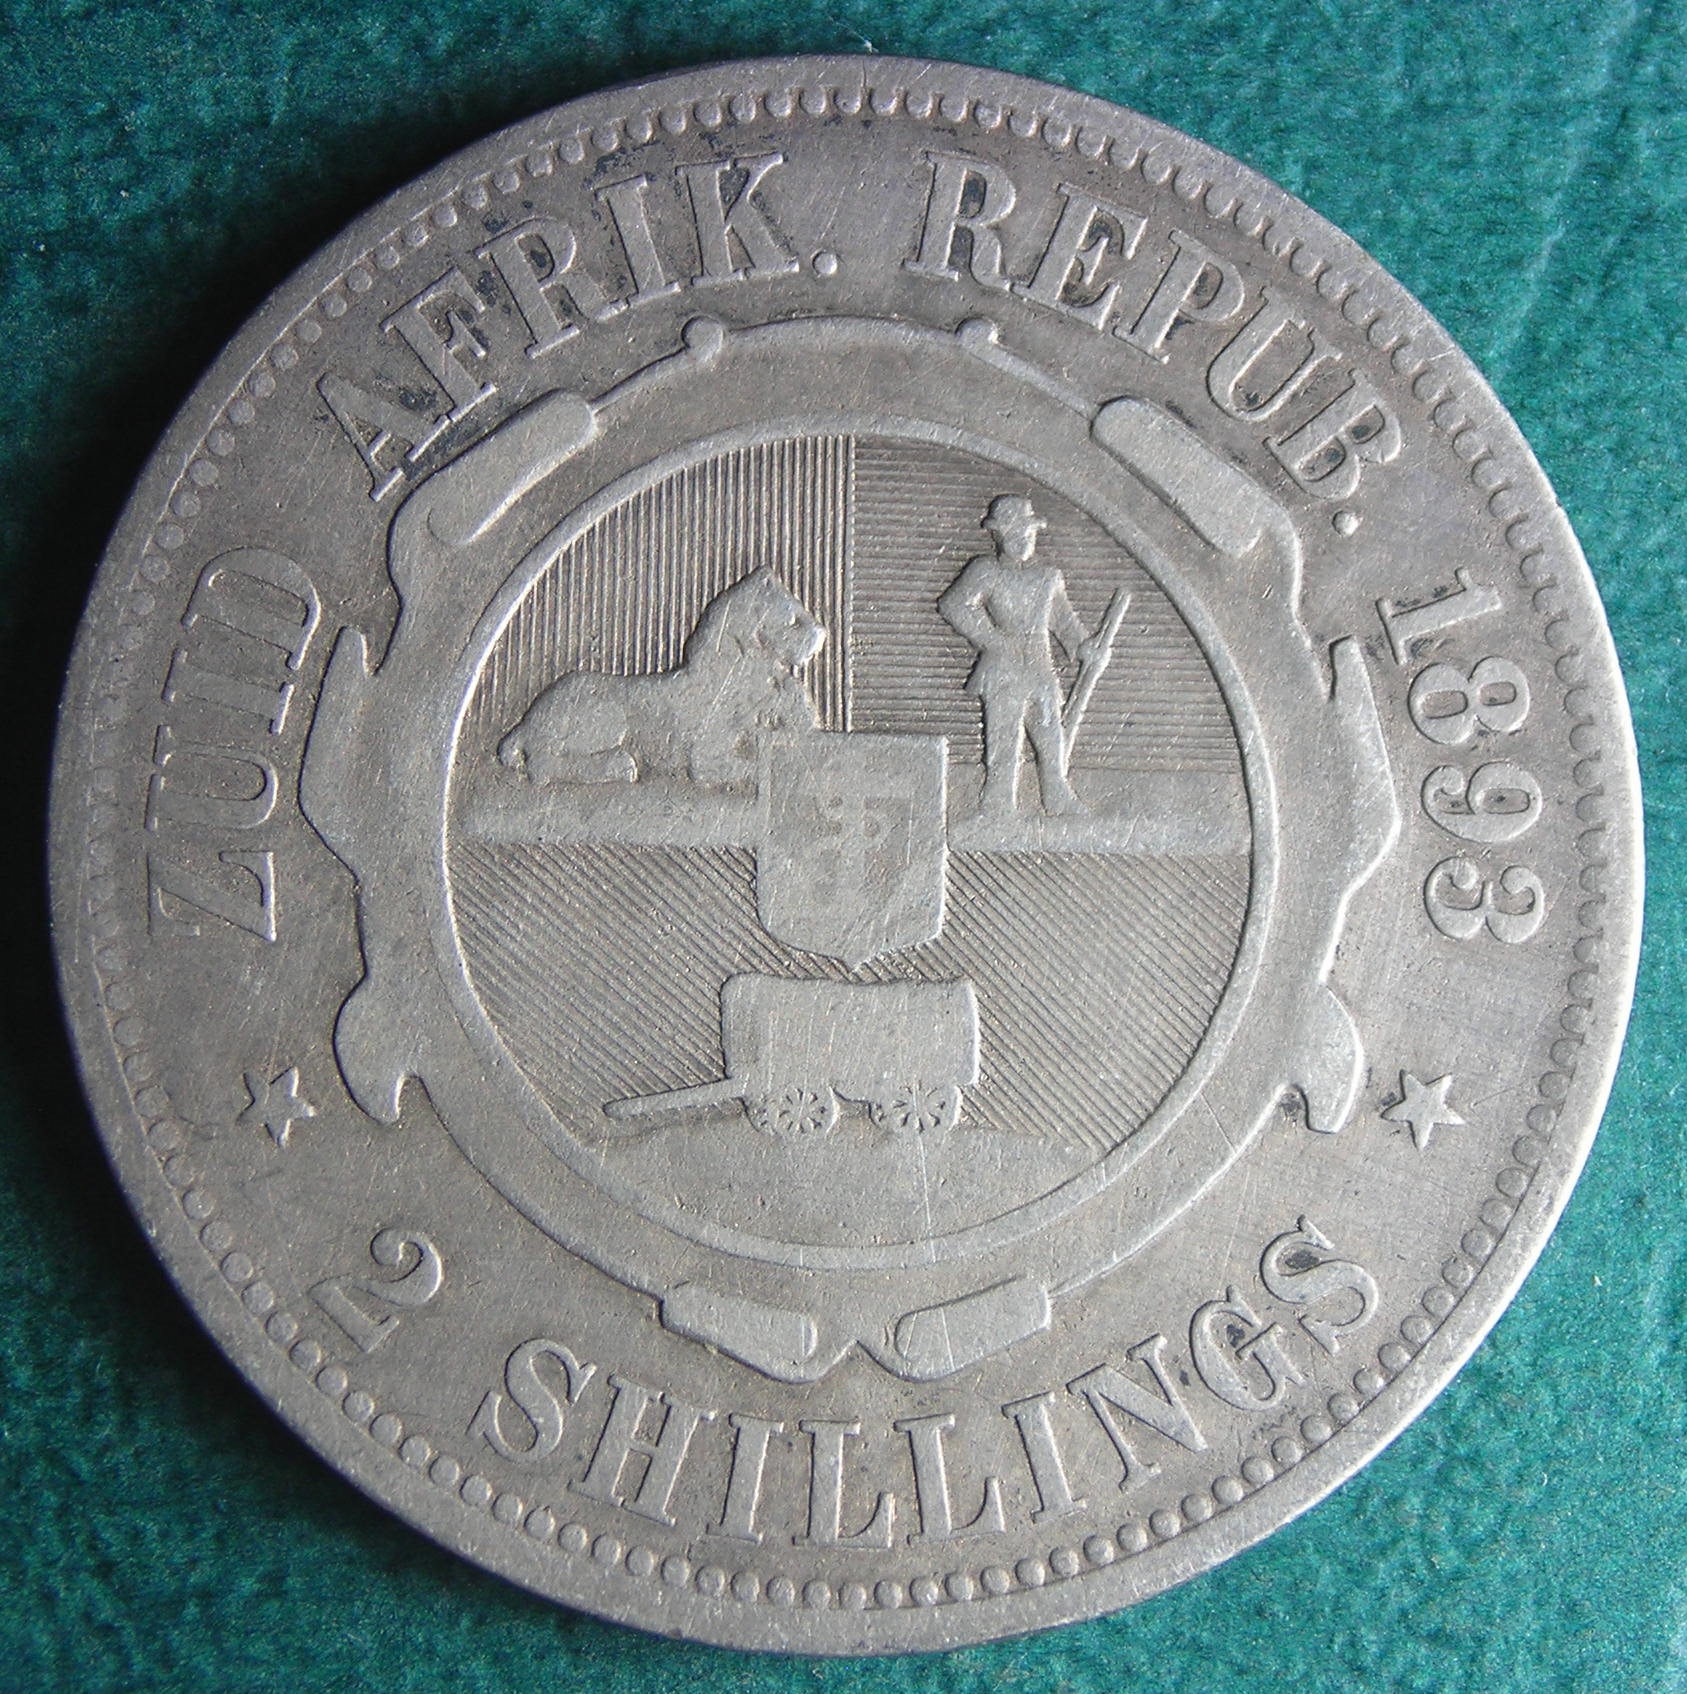 ZUID AFRIK. REPUB. 1893
2 SHILLINGS